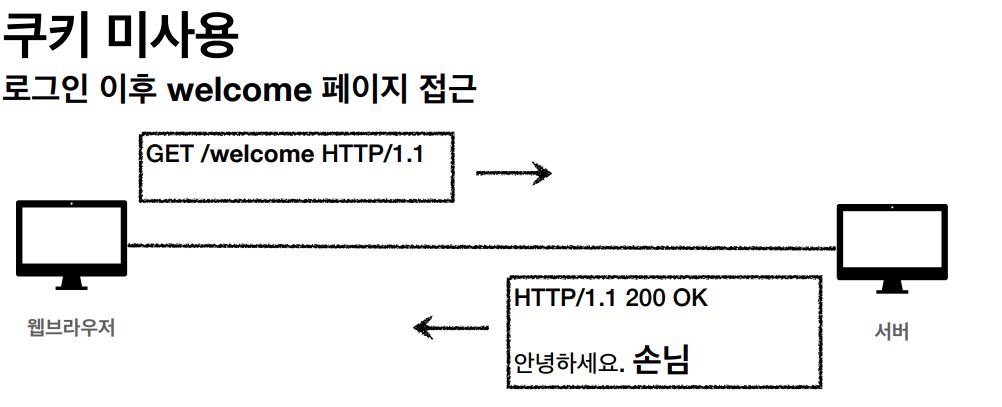 쿠키 미사용
로그인 이후 welcome 페이지 접근
GET /welcome HTTP/1.1
웹브라우저
HTTP/1.1 200 OK
안녕하세요. 손님
서버